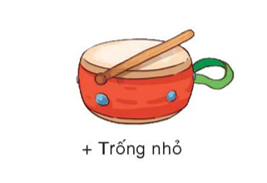 + Trống nhỏ